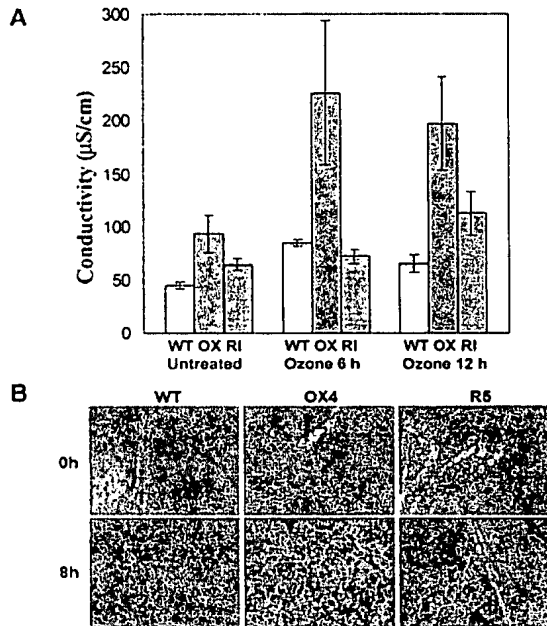 A
300
250
200
150
100
50
0
Conductivity (µS/cm)
WT OX RI WT OX RI WT OX RI
Untreated Ozone 6 h Ozone 12 h
B
WT OX4 R5
0h
8h